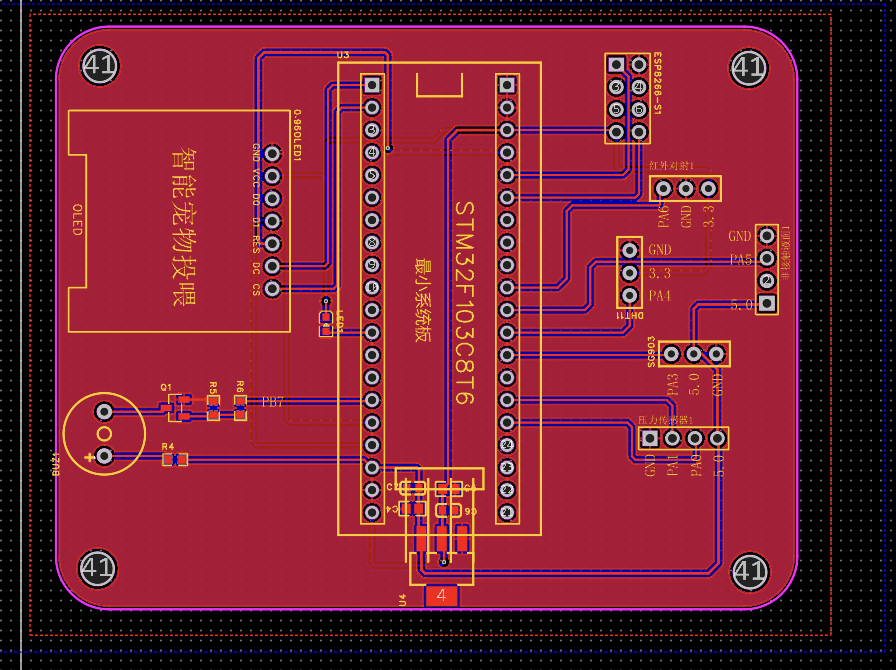 41
41
U3
ESP8266-S1
0.96OLED1
GND
VCC
D0
D1
RES
DC
CS
智能宠物投喂
OLED
红外对射1
PA6
GND
3.3
STM32F103C8T6
最小系统板
GND
3.3
PA4
DHT11
GND
PA5
5.0
LED1
SG903
PA3
5.0
GND
Q1
R5
R6
PB7
压力传感器1
GND
PA1
PA0
5.0
BUZ1
R4
C4
C6
U4
4
41
41